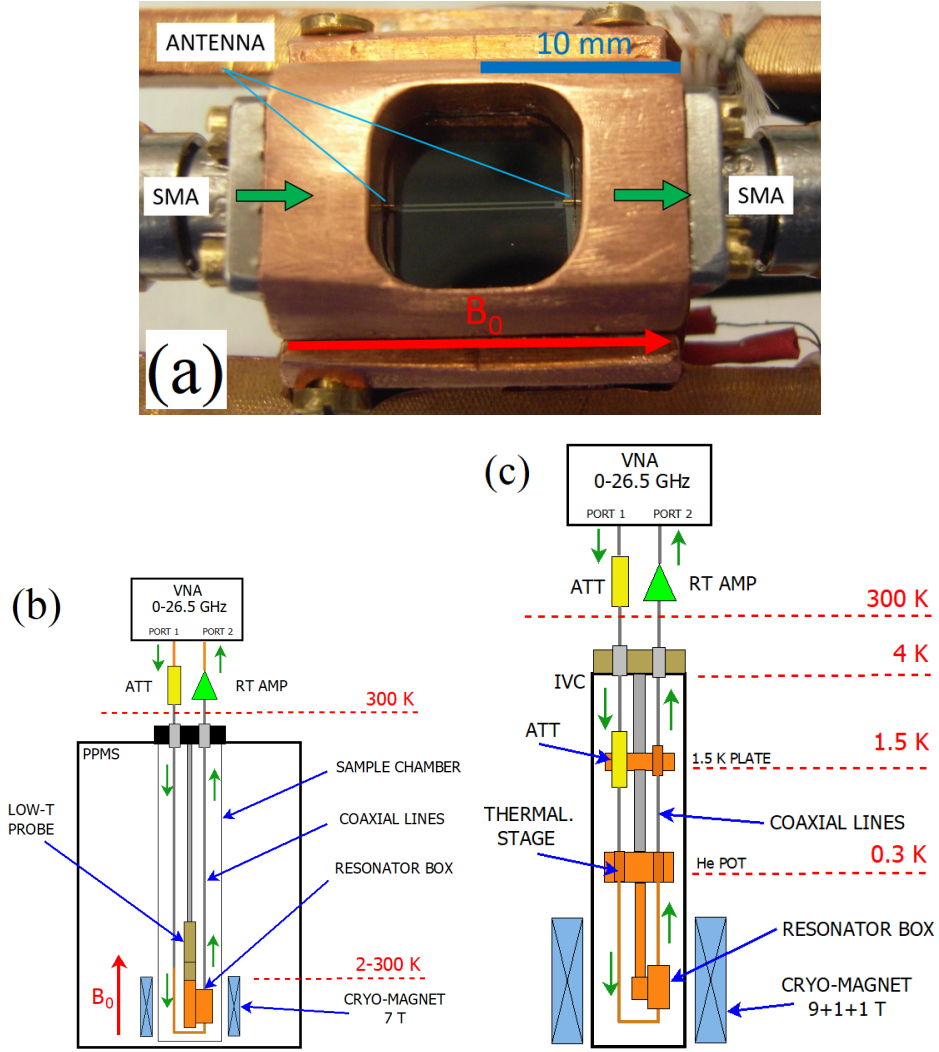 ANTENNA
10 mm
SMA
SMA
B0
(a)
(b)
VNA
0-26.5 GHz
PORT 1 PORT 2
ATT
RT AMP
300 K
PPMS
SAMPLE CHAMBER
LOW-T
PROBE
COAXIAL LINES
RESONATOR BOX
2-300 K
B0
CRYO-MAGNET
7 T
(c)
VNA
0-26.5 GHz
PORT 1 PORT 2
ATT
RT AMP
300 K
4 K
IVC
ATT
1.5 K
1.5 K PLATE
THERMAL.
STAGE
COAXIAL LINES
0.3 K
He POT
RESONATOR BOX
CRYO-MAGNET
9+1+1 T